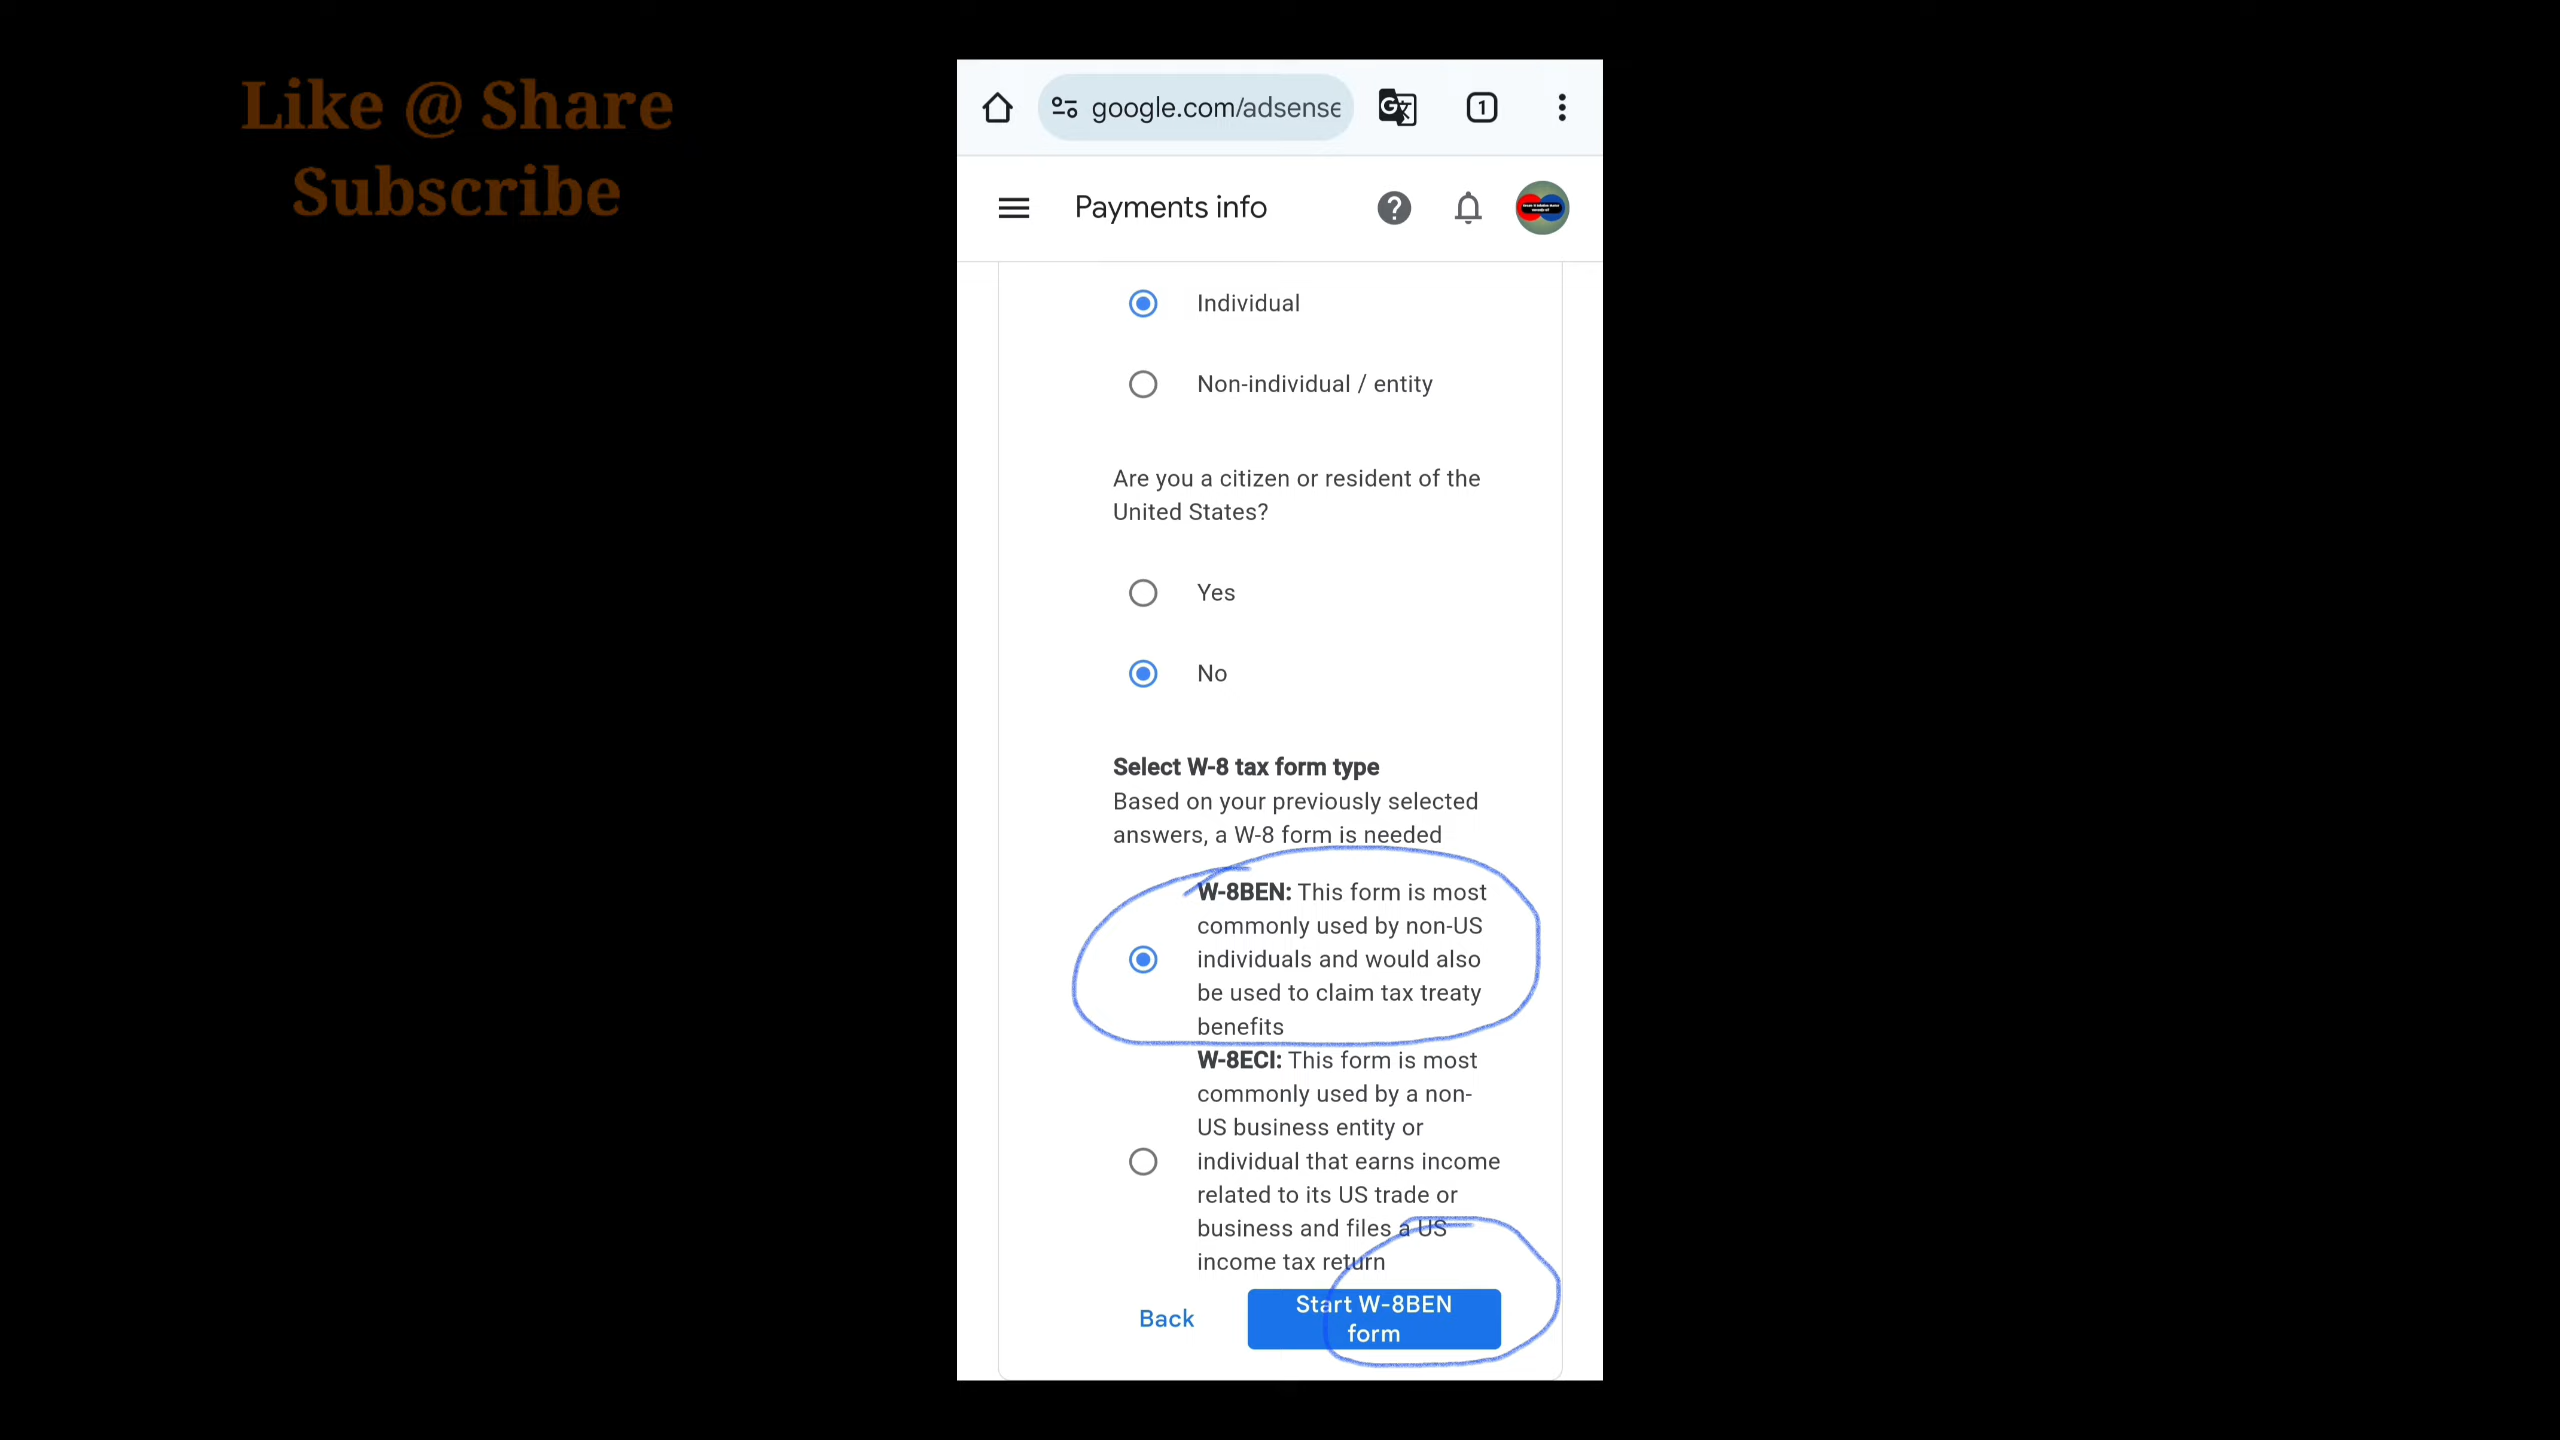 Like @ Share
Subscribe
google.com/adsense
1
Payments info
Individual
Non-individual / entity
Are you a citizen or resident of the
United States?
Yes
No
Select W-8 tax form type
Based on your previously selected
answers, a W-8 form is needed
W-8BEN: This form is most
commonly used by non-US
individuals and would also
be used to claim tax treaty
benefits
W-8ECI: This form is most
commonly used by a non-
US business entity or
individual that earns income
related to its US trade or
business and files a US
income tax return
Back
Start W-8BEN
form